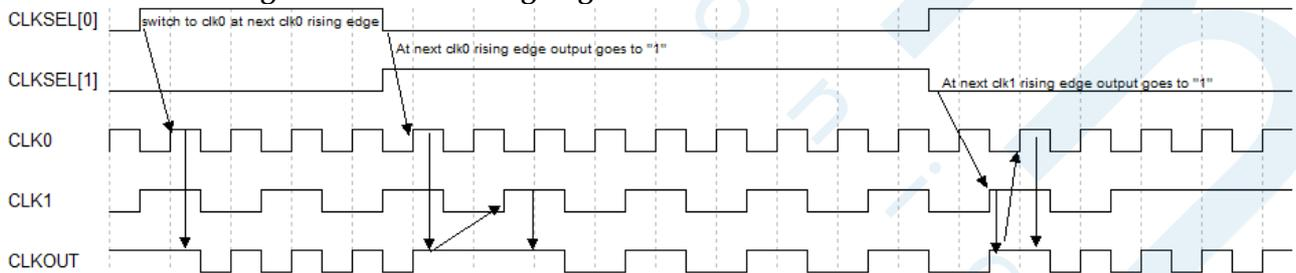 CLKSEL[0]
switch to clk0 at next clk0 rising edge
At next clk0 rising edge output goes to "1"
CLKSEL[1]
At next clk1 rising edge output goes to "1"
CLK0
CLK1
CLKOUT